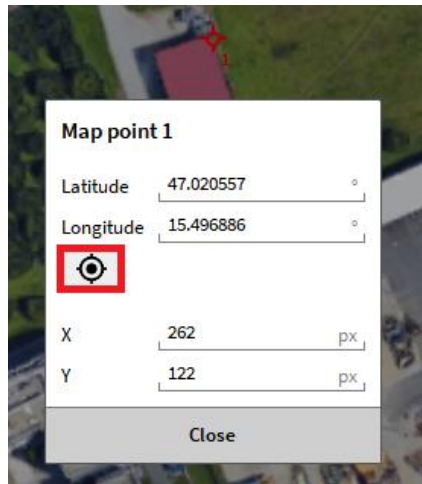 1
Map point 1
Latitude 47.020557 °
Longitude 15.496886 °
X 262 px
Y 122 px
Close